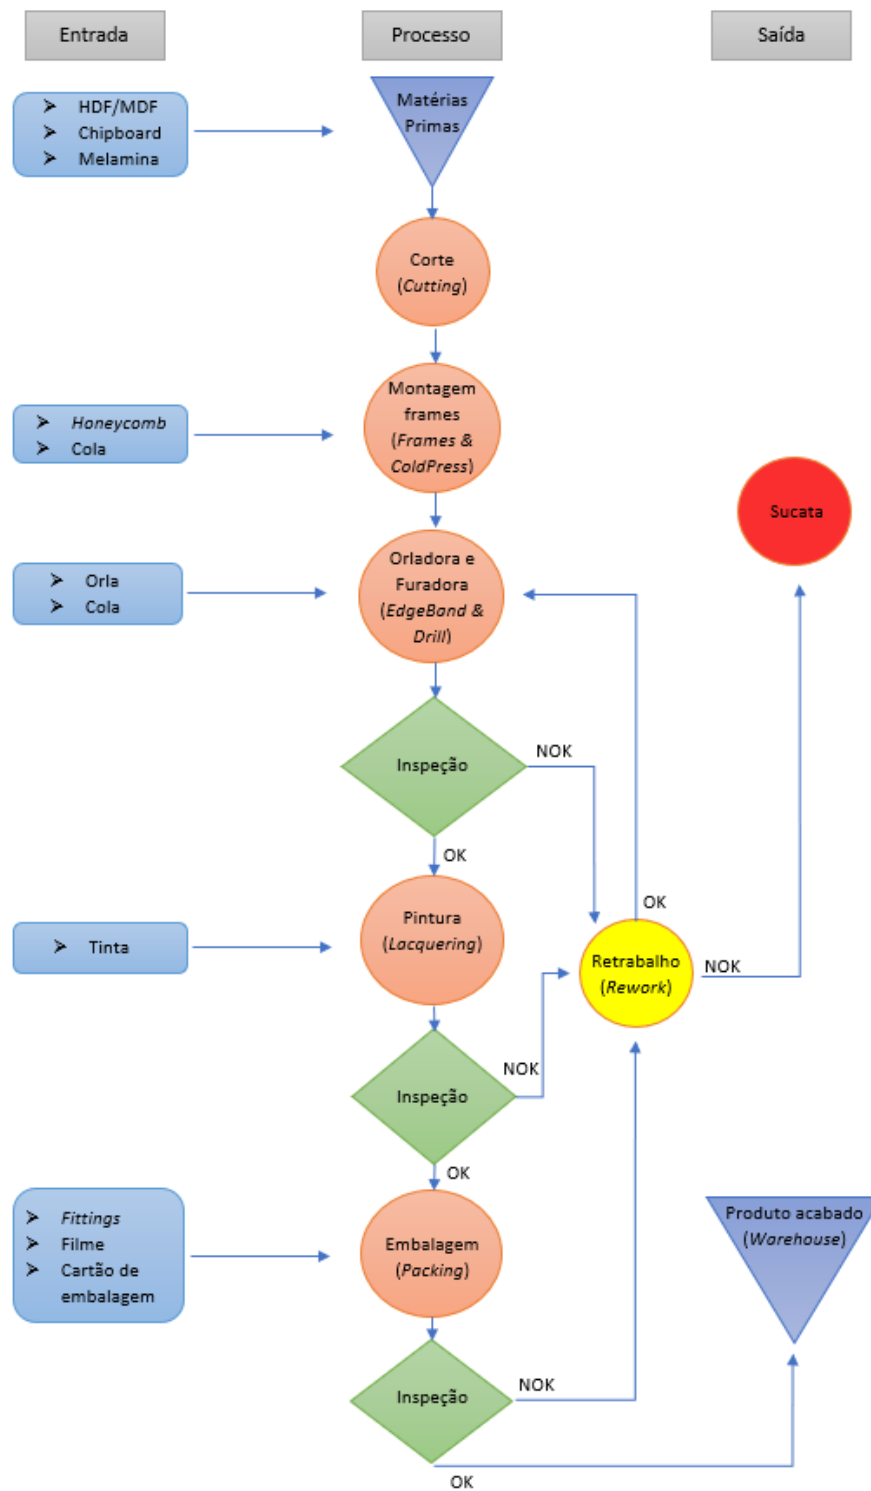 Entrada
Processo
Saída
➤ HDF/MDF
➤ Chipboard
➤ Melamina
Matérias
Primas
Corte
(Cutting)
➤ Honeycomb
➤ Cola
Montagem
frames
(Frames &
ColdPress)
Sucata
➤ Orla
➤ Cola
Orladora e
Furadora
(EdgeBand &
Drill)
Inspeção
NOK
OK
➤ Tinta
Pintura
(Lacquering)
OK
Retrabalho
(Rework)
NOK
Inspeção
NOK
OK
➤ Fittings
➤ Filme
➤ Cartão de
embalagem
Embalagem
(Packing)
Produto acabado
(Warehouse)
Inspeção
NOK
OK